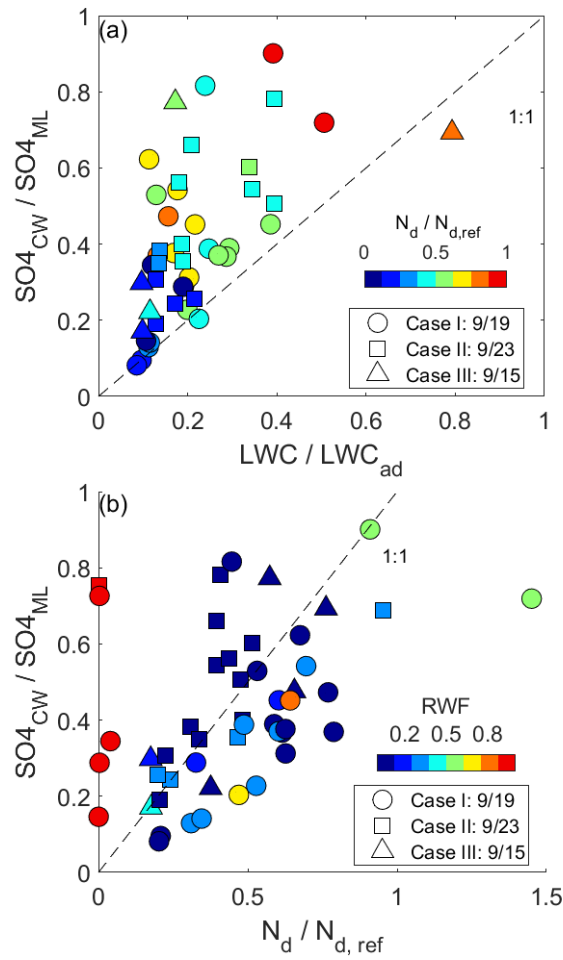 (a)
1
0.8
0.6
0.4
0.2
0
SO4CW / SO4ML
1:1
Nd / Nd,ref
0 0.5 1
Case I: 9/19
Case II: 9/23
Case III: 9/15
0 0.2 0.4 0.6 0.8 1
LWC / LWCad
(b)
1
0.8
0.6
0.4
0.2
0
SO4CW / SO4ML
1:1
RWF
0.2 0.5 0.8
Case I: 9/19
Case II: 9/23
Case III: 9/15
0 0.5 1 1.5
Nd / Nd, ref